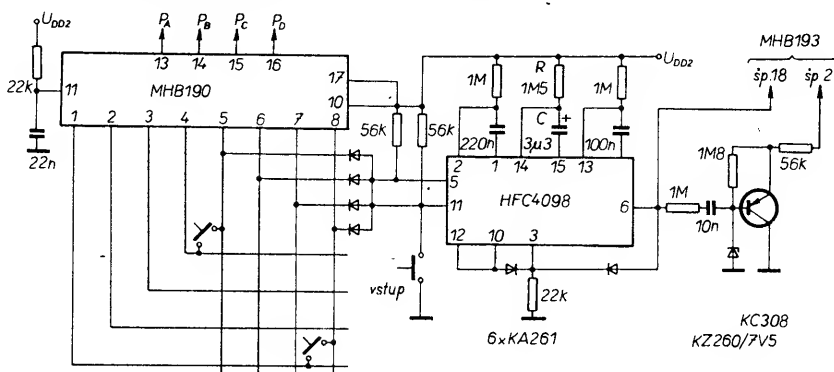 U_DD2
P_A P_B P_C P_D
MHB193
13 14 15 16
17
22k
11
MHB190
10
1 2 3 4 5 6 7 8
22n
56k 56k
1M
R
1M5
1M
U_DD2
šp.18 šp.2
C +
220n
3µ3
100n
2 1 14 15 13
1M8
56k
5
HFC4098
11
6
1M
10n
12 10 3
vstup
22k
6xKA261
KC308
KZ260/7V5